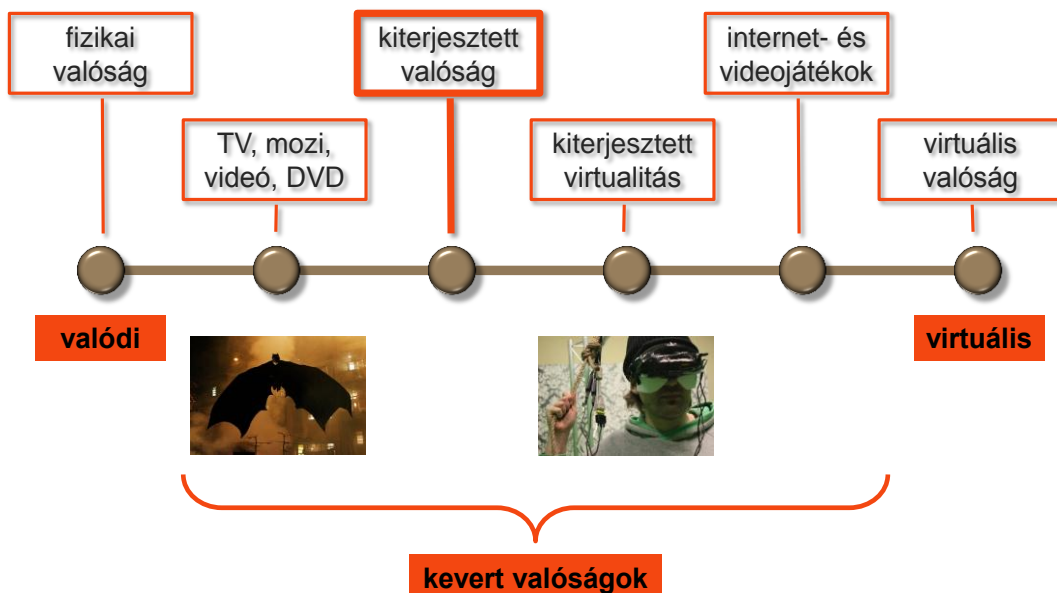 fizikai
valóság
kiterjesztett
valóság
internet- és
videojátékok
TV, mozi,
videó, DVD
kiterjesztett
virtualitás
virtuális
valóság
valódi
virtuális
kevert valóságok